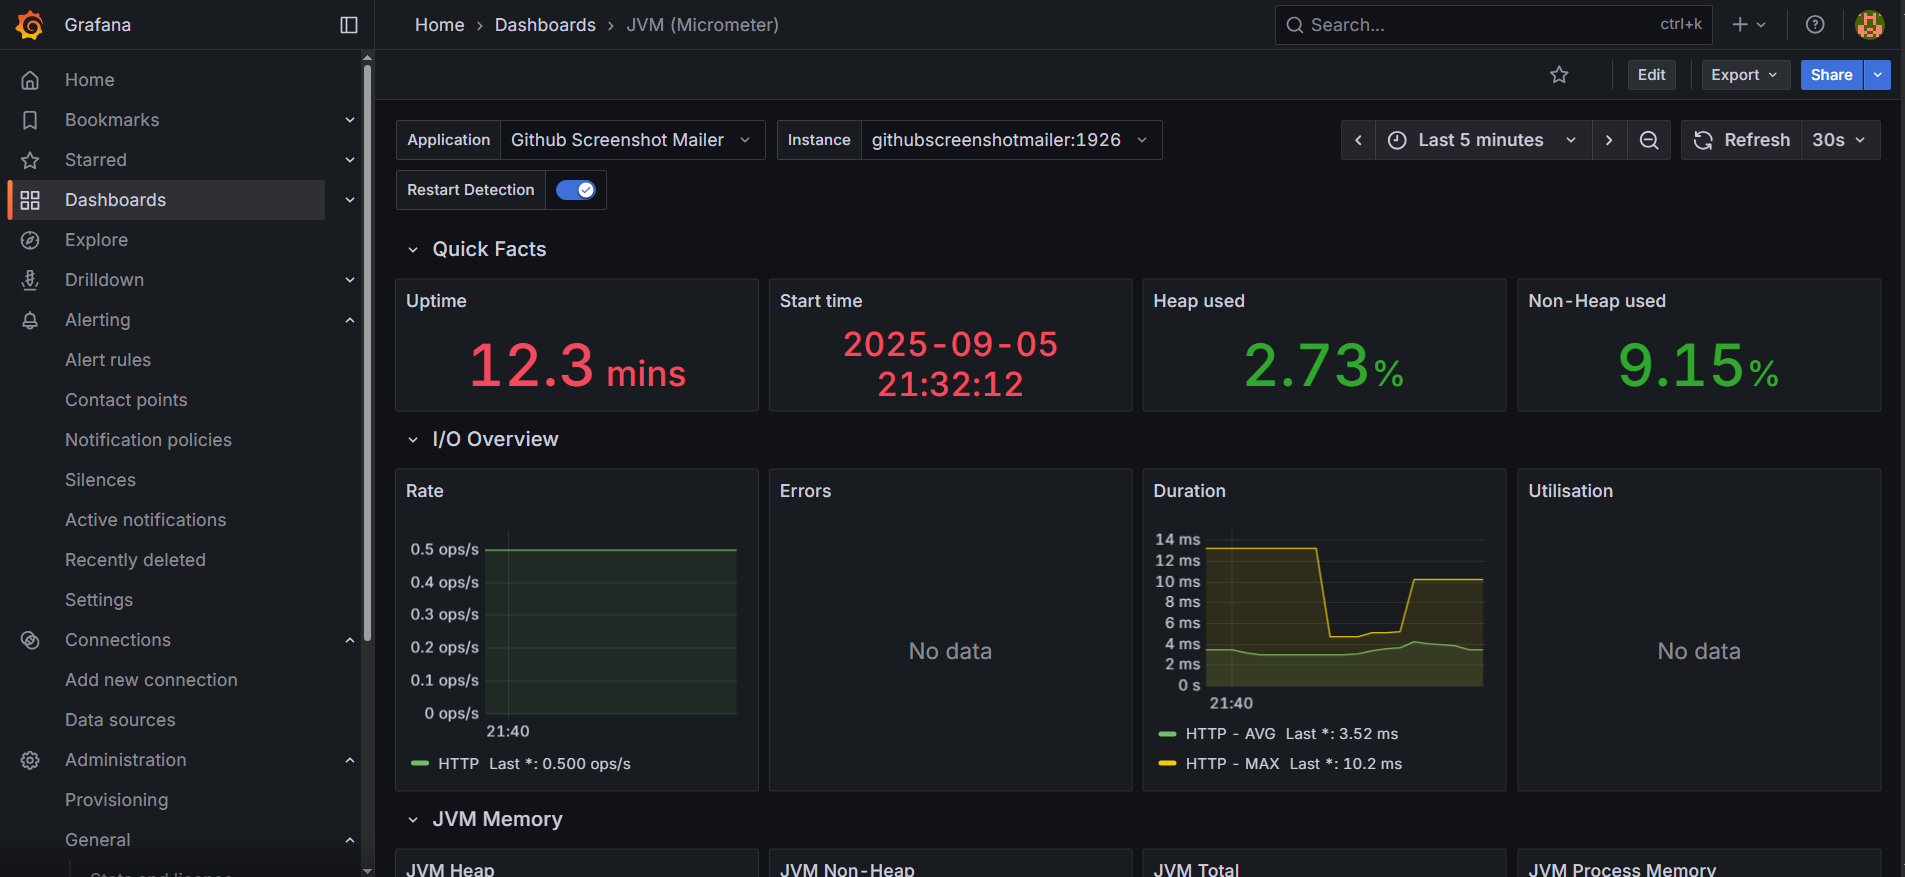 Grafana
Home › Dashboards › JVM (Micrometer)
Search...
ctrl+k
Home
Bookmarks
Starred
Dashboards
Explore
Drilldown
Alerting
Alert rules
Contact points
Notification policies
Silences
Active notifications
Recently deleted
Settings
Connections
Add new connection
Data sources
Administration
Provisioning
General
Edit
Export
Share
Application
Github Screenshot Mailer
Instance
githubscreenshotmailer:1926
Last 5 minutes
Refresh
30s
Restart Detection
Quick Facts
Uptime
12.3 mins
Start time
2025-09-05
21:32:12
Heap used
2.73%
Non-Heap used
9.15%
I/O Overview
Rate
0.5 ops/s
0.4 ops/s
0.3 ops/s
0.2 ops/s
0.1 ops/s
0 ops/s
21:40
HTTP Last *: 0.500 ops/s
Errors
No data
Duration
14 ms
12 ms
10 ms
8 ms
6 ms
4 ms
2 ms
0 s
21:40
HTTP - AVG Last *: 3.52 ms
HTTP - MAX Last *: 10.2 ms
Utilisation
No data
JVM Memory
JVM Heap
JVM Non-Heap
JVM Total
JVM Process Memory